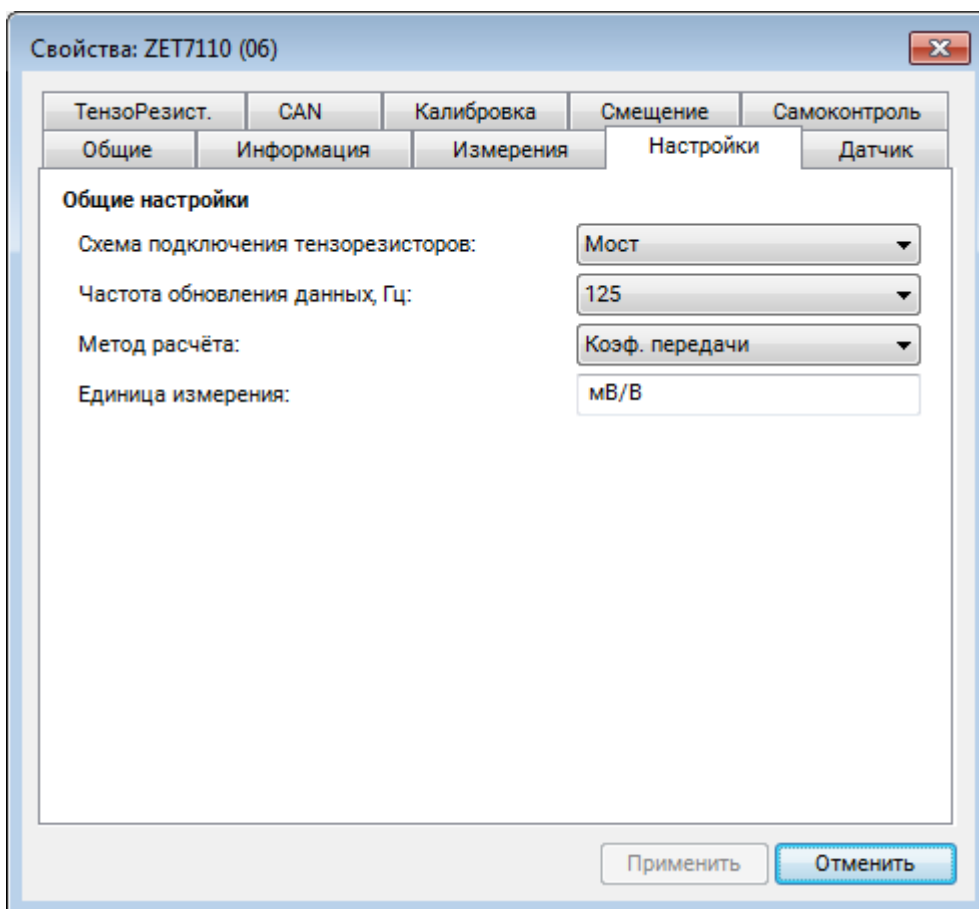 Свойства: ZET7110 (06)
ТензоРезист. CAN Калибровка Смещение Самоконтроль
Общие Информация Измерения Настройки Датчик
Общие настройки
Схема подключения тензорезисторов: Мост
Частота обновления данных, Гц: 125
Метод расчёта: Коэф. передачи
Единица измерения: мВ/В
Применить Отменить